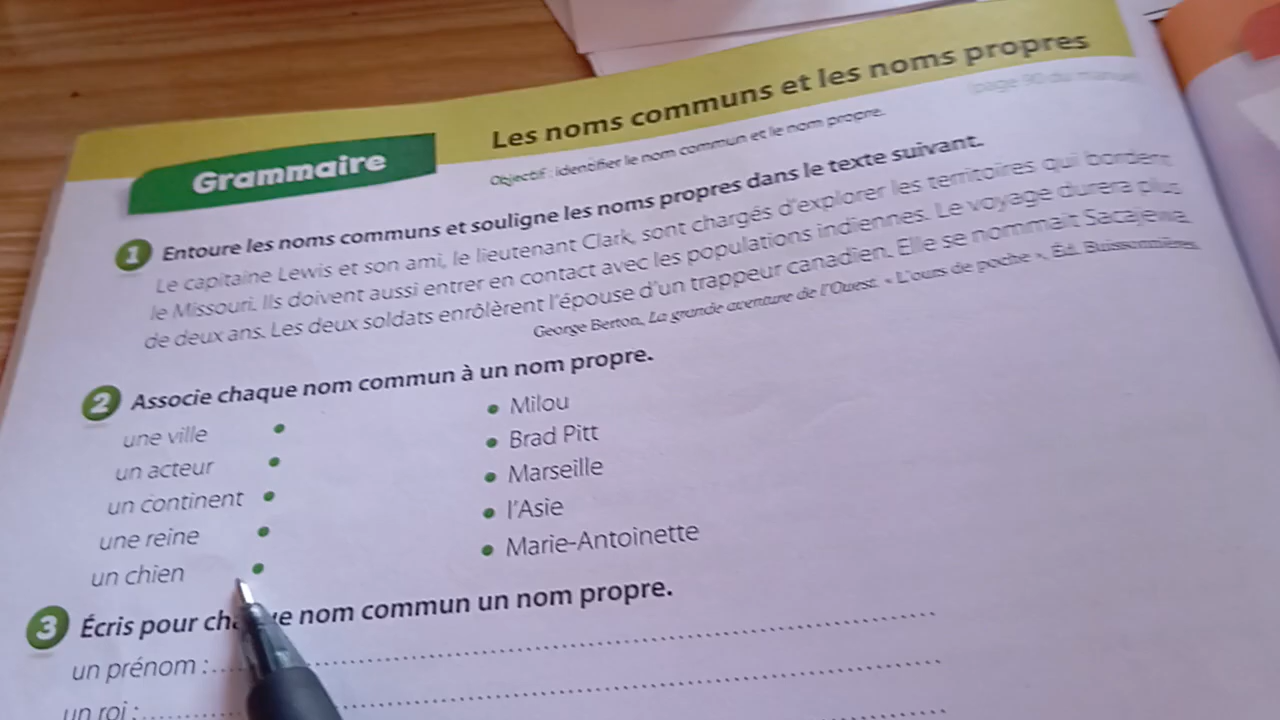 Les noms communs et les noms propres
(page 90 du manuel)
Grammaire
Objectif : identifier le nom commun et le nom propre.
1 Entoure les noms communs et souligne les noms propres dans le texte suivant.
Le capitaine Lewis et son ami, le lieutenant Clark, sont chargés d'explorer les territoires qui bordent
le Missouri. Ils doivent aussi entrer en contact avec les populations indiennes. Le voyage durera plus
de deux ans. Les deux soldats enrôlèrent l'épouse d'un trappeur canadien. Elle se nommait Sacajewa.
George Berton, La grande aventure de l'Ouest. « L'ours de poche », Éd. Buissonnières.
2 Associe chaque nom commun à un nom propre.
une ville • • Milou
un acteur • • Brad Pitt
un continent • • Marseille
une reine • • l'Asie
un chien • • Marie-Antoinette
3 Écris pour chaque nom commun un nom propre.
un prénom :
un roi :